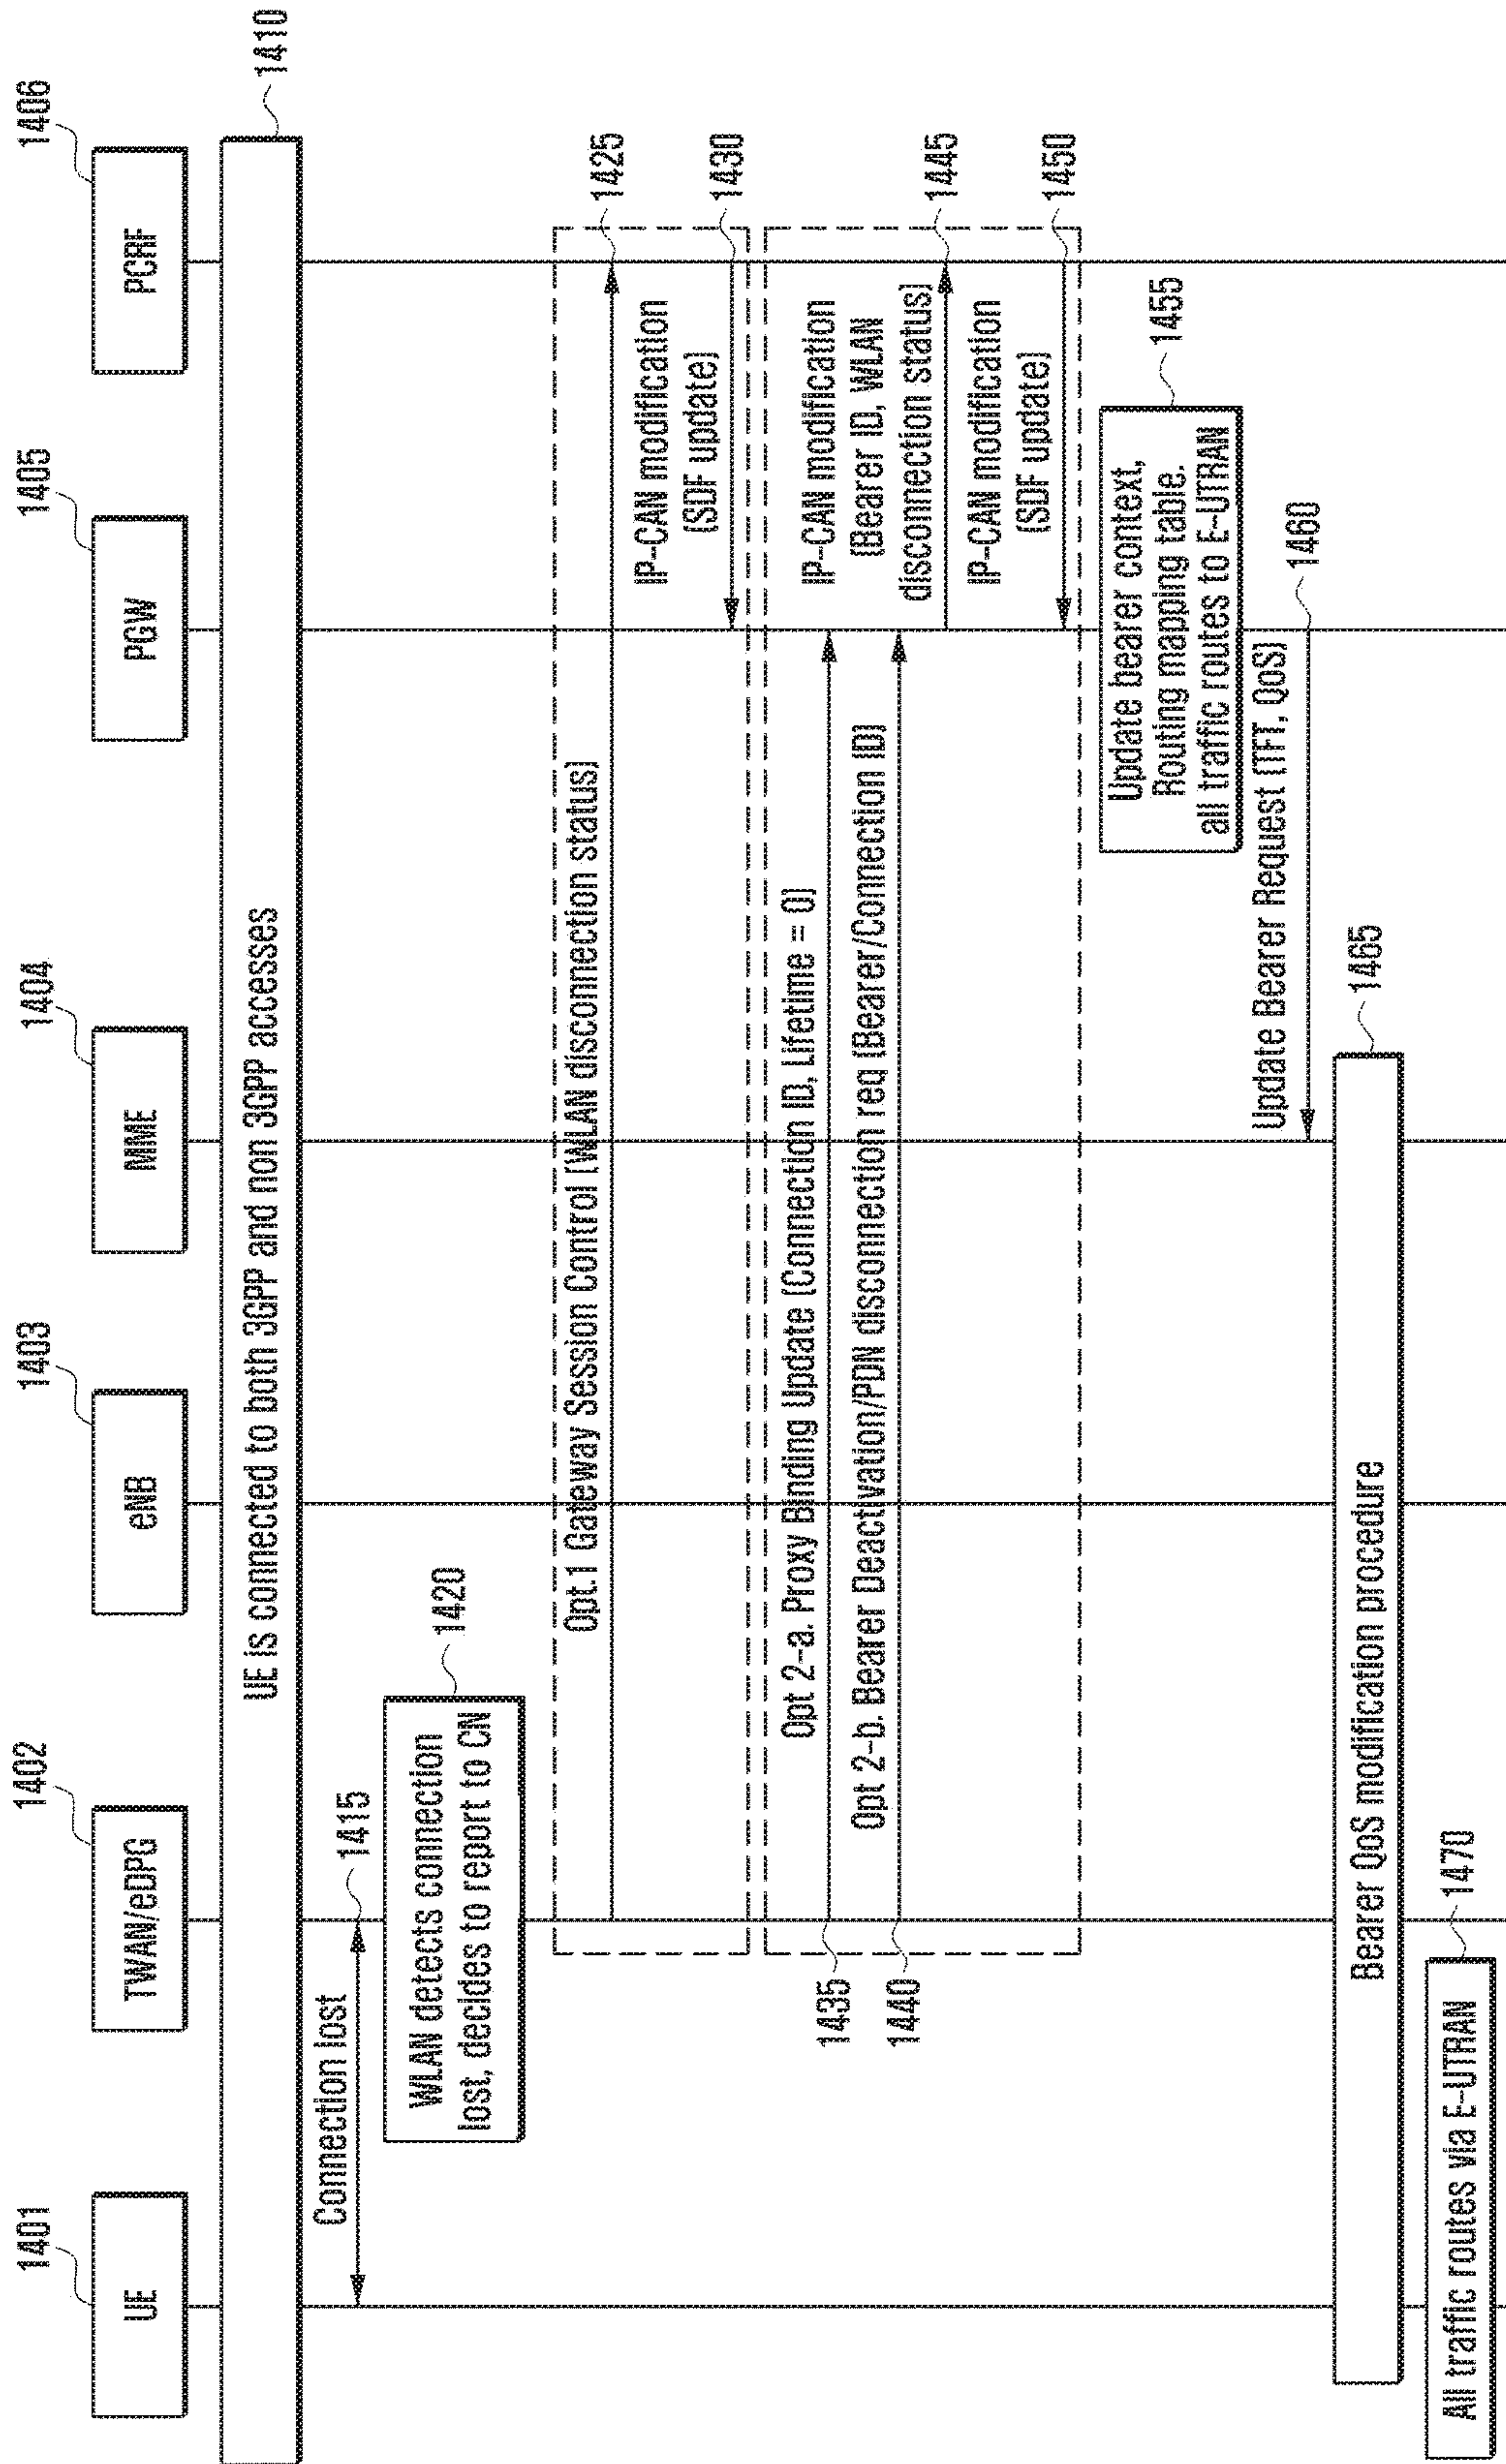 1401
1402
1403
1404
1405
1406
UE
TWAN/eDPG
eNB
MME
PGW
PCRF
UE is connected to both 3GPP and non 3GPP accesses
1410
Connection lost
1415
WLAN detects connection
lost, decides to report to CN
1420
Opt.1 Gateway Session Control (WLAN disconnection status)
1425
IP-CAN modification
(SDF update)
1430
Opt 2-a. Proxy Binding Update (Connection ID, Lifetime = 0)
1435
Opt 2-b. Bearer Deactivation/PDN disconnection req (Bearer/Connection ID)
1440
IP-CAN modification
(Bearer ID, WLAN
disconnection status)
1445
IP-CAN modification
(SDF update)
1450
Update bearer context,
Routing mapping table.
all traffic routes to E-UTRAN
1455
Update Bearer Request (TFT, QoS)
1460
Bearer QoS modification procedure
1465
All traffic routes via E-UTRAN
1470